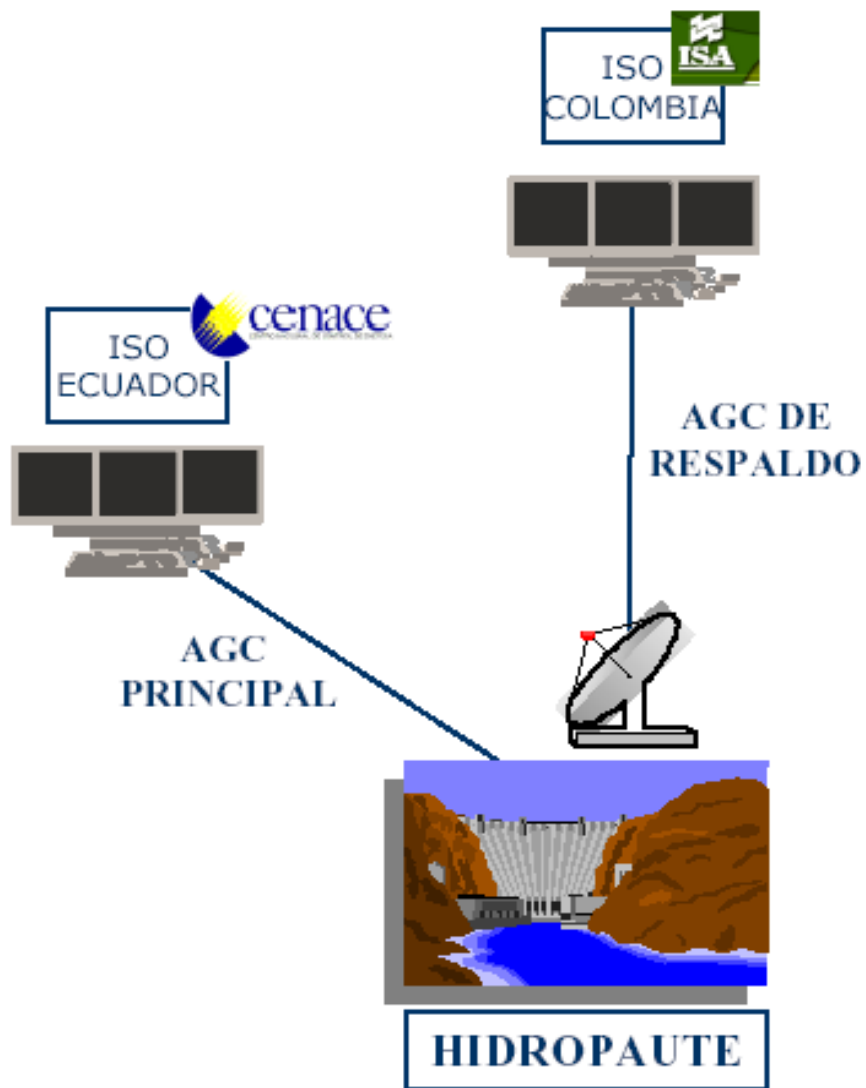 ISO
COLOMBIA
ISA
ISO
ECUADOR
cenace
AGC DE
RESPALDO
AGC
PRINCIPAL
HIDROPAUTE